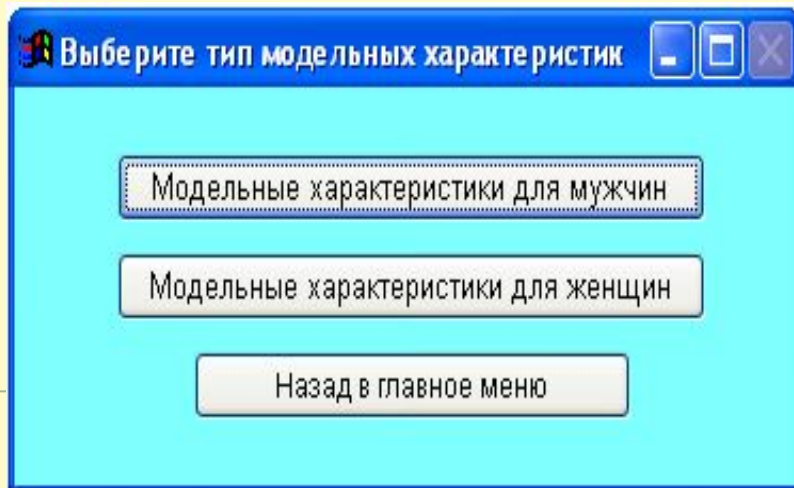 Выберите тип модельных характеристик
Модельные характеристики для мужчин
Модельные характеристики для женщин
Назад в главное меню